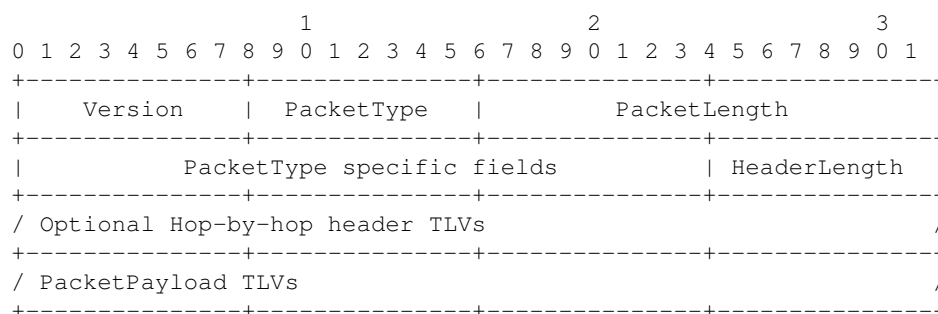 1                   2                   3
0 1 2 3 4 5 6 7 8 9 0 1 2 3 4 5 6 7 8 9 0 1 2 3 4 5 6 7 8 9 0 1
+---------------+---------------+---------------+--------------
| Version | PacketType | PacketLength
+---------------+---------------+---------------+--------------
| PacketType specific fields | HeaderLength
+---------------+---------------+---------------+--------------
/ Optional Hop-by-hop header TLVs /
+---------------+---------------+---------------+--------------
/ PacketPayload TLVs /
+---------------+---------------+---------------+--------------